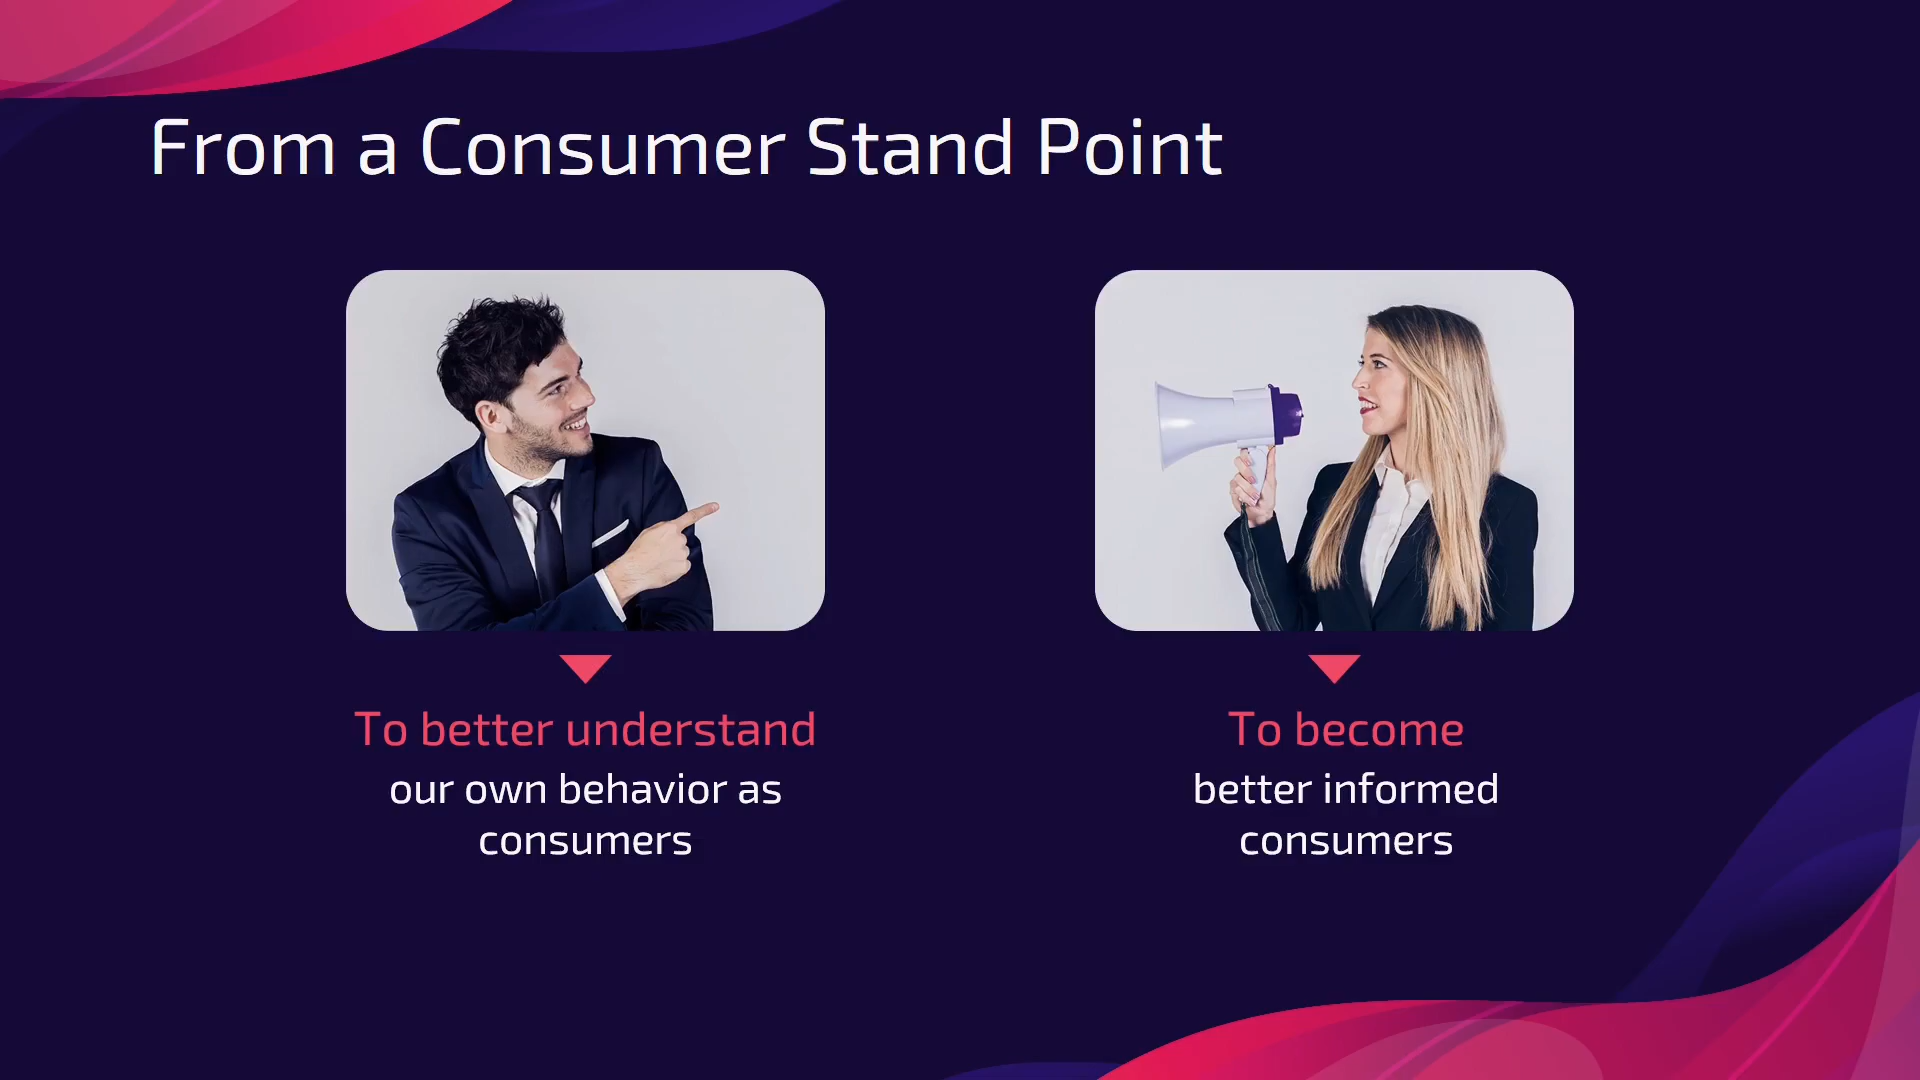 From a Consumer Stand Point
To better understand
our own behavior as
consumers
To become
better informed
consumers